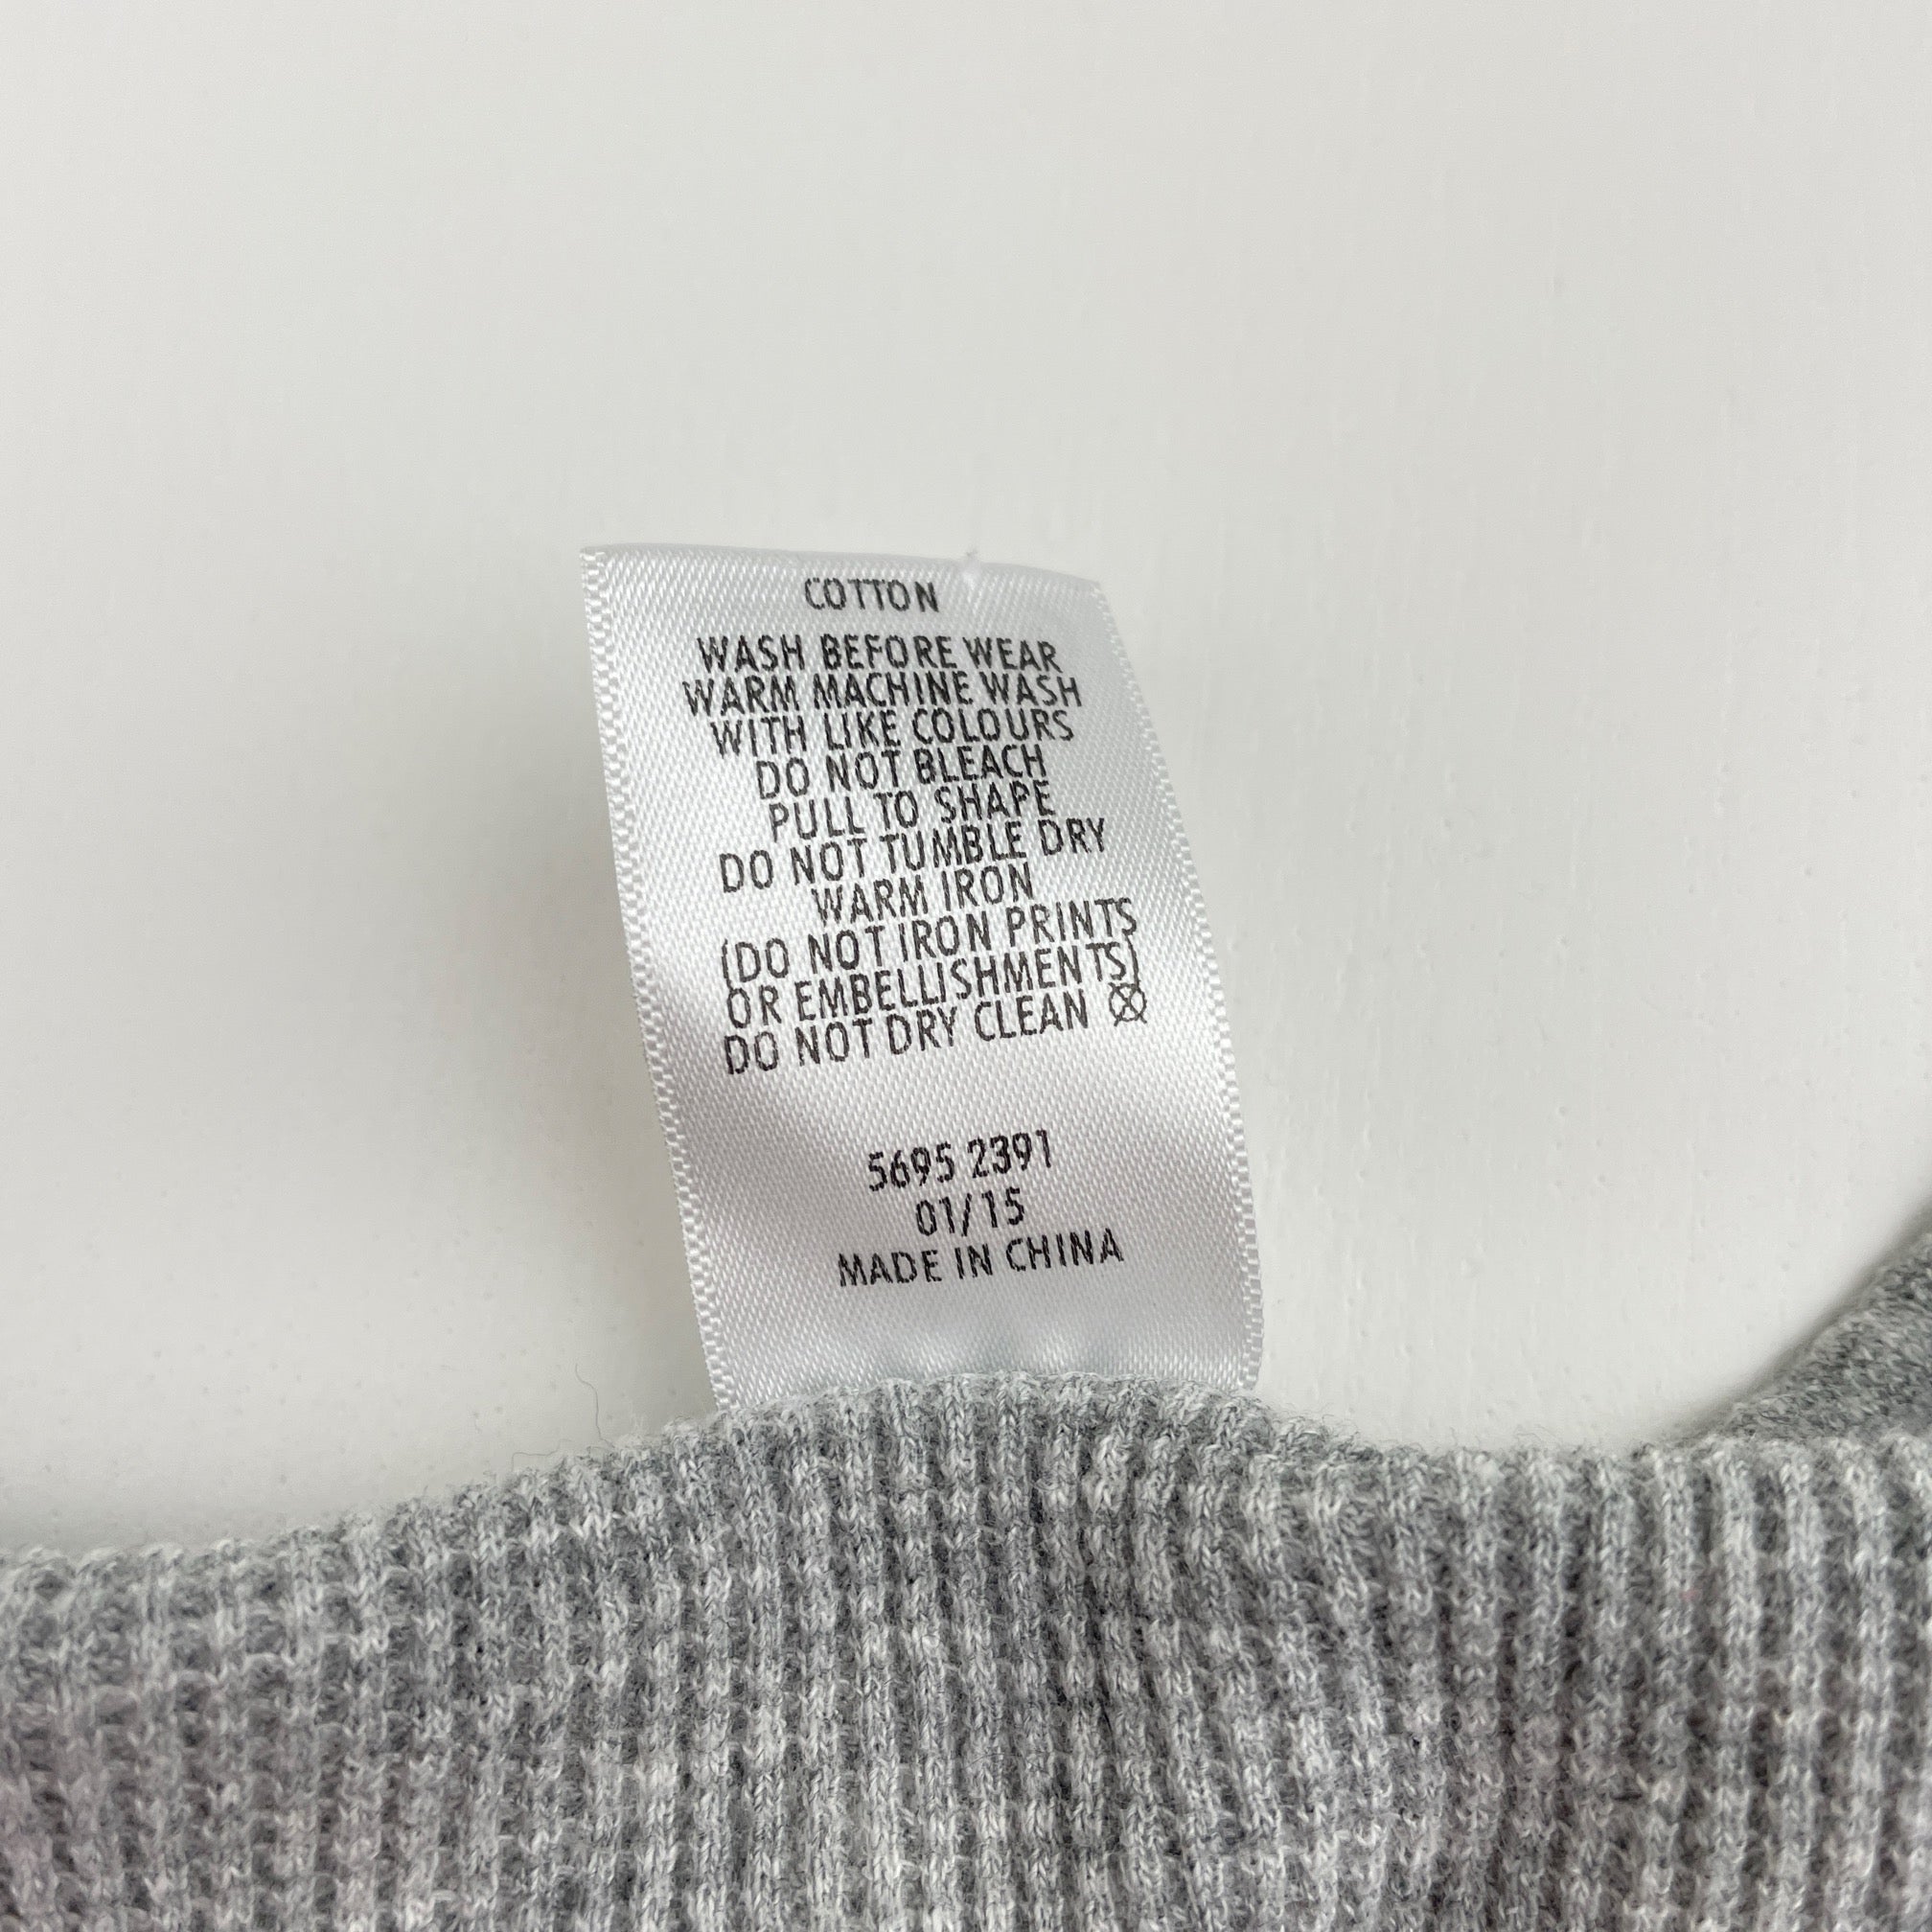 COTTON
WASH BEFORE WEAR
WARM MACHINE WASH
WITH LIKE COLOURS
DO NOT BLEACH
PULL TO SHAPE
DO NOT TUMBLE DRY
WARM IRON
(DO NOT IRON PRINTS
OR EMBELLISHMENTS)
DO NOT DRY CLEAN
5695 2391
01/15
MADE IN CHINA